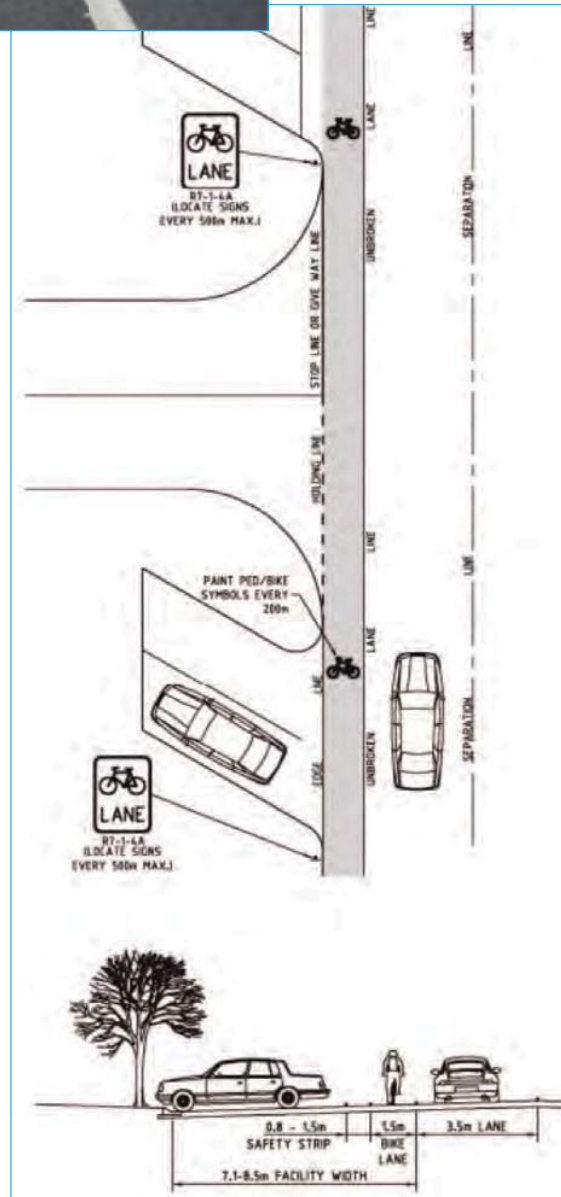 LINE
LINE
LANE
LANE
R7-1-4A
(LOCATE SIGNS
EVERY 500m MAX.)
SEPARATON
UNBROKEN
STOP LINE OR GIVE WAY LINE
HOLDING LINE
LINE
LINE
PAINT PED/BIKE
SYMBOLS EVERY
200m
LANE
LINE
EDGE
UNBROKEN
SEPARATION
LANE
R7-1-4A
(LOCATE SIGNS
EVERY 500m MAX.)
0.8 - 1.5m
SAFETY STRIP
1.5m
BIKE
LANE
3.5m LANE
7.1-8.5m FACILITY WIDTH